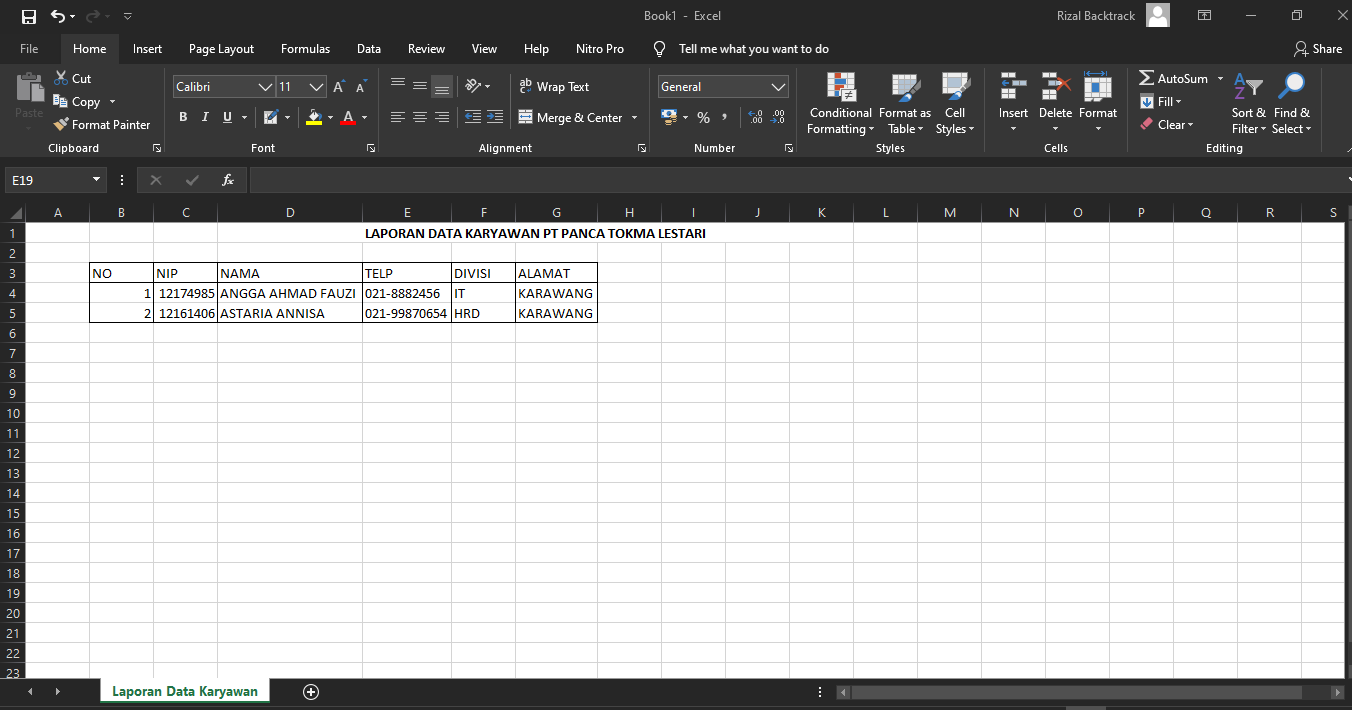 Book1 - Excel
Rizal Backtrack
File Home Insert Page Layout Formulas Data Review View Help Nitro Pro Tell me what you want to do Share
Paste
Cut
Copy
Format Painter
Clipboard
Calibri 11
A A
B I U A
Font
ab Wrap Text
Merge & Center
Alignment
General
% ,
.00 .00
Number
Conditional Formatting
Format as Table
Cell Styles
Styles
Insert Delete Format
Cells
AutoSum
Fill
Clear
Sort & Filter
Find & Select
Editing
E19 fx
A B C D E F G H I J K L M N O P Q R S
1 LAPORAN DATA KARYAWAN PT PANCA TOKMA LESTARI
2
3 NO NIP NAMA TELP DIVISI ALAMAT
4 1 12174985 ANGGA AHMAD FAUZI 021-8882456 IT KARAWANG
5 2 12161406 ASTARIA ANNISA 021-99870654 HRD KARAWANG
6
7
8
9
10
11
12
13
14
15
16
17
18
19
20
21
22
23
Laporan Data Karyawan